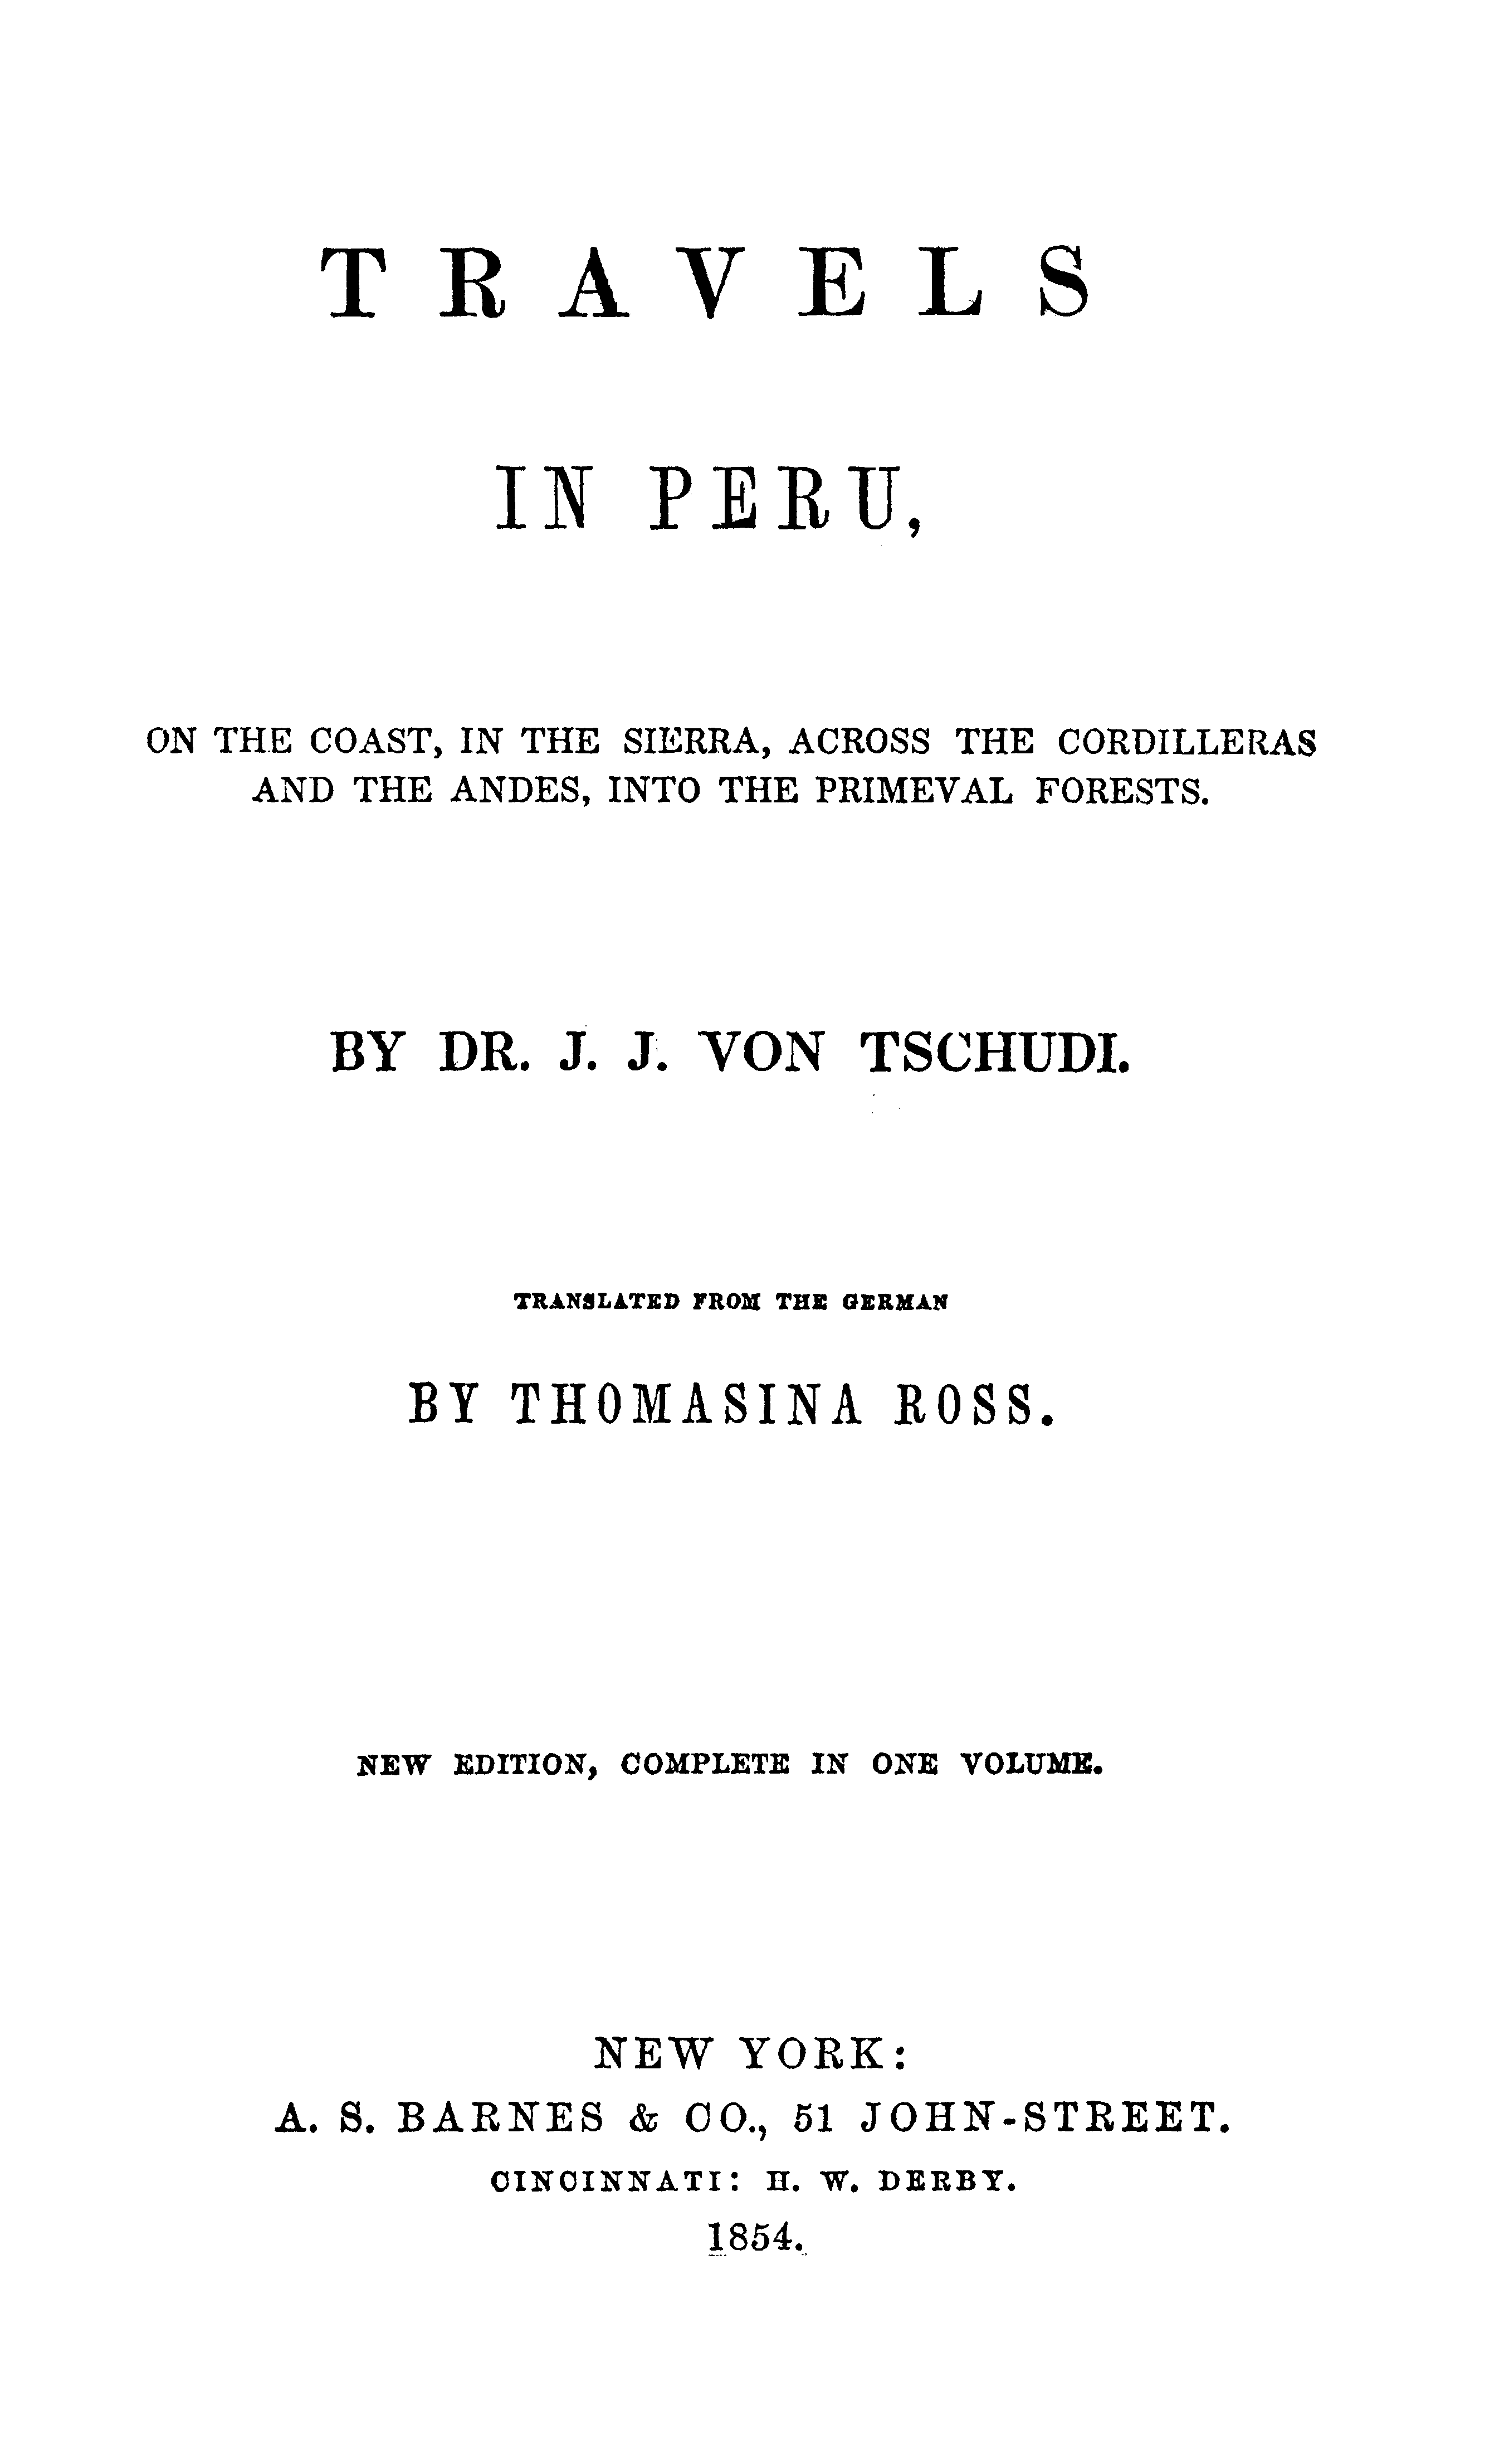 TRAVELS
IN PERU,
ON THE COAST, IN THE SIERRA, ACROSS THE CORDILLERAS
AND THE ANDES, INTO THE PRIMEVAL FORESTS.
BY DR. J. J. VON TSCHUDI.
TRANSLATED FROM THE GERMAN
BY THOMASINA ROSS.
NEW EDITION, COMPLETE IN ONE VOLUME.
NEW YORK:
A. S. BARNES & CO., 51 JOHN-STREET.
CINCINNATI: H. W. DERBY.
1854.